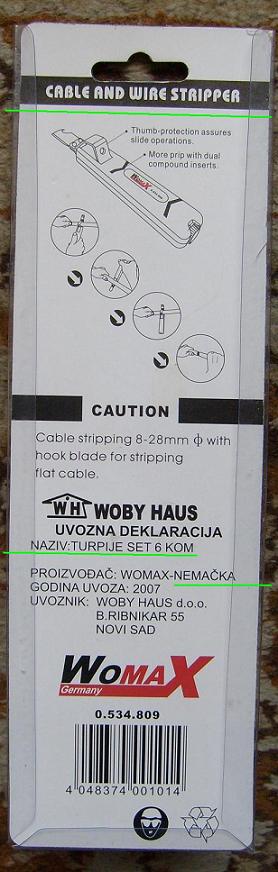 CABLE AND WIRE STRIPPER
• Thumb-protection assures
slide operations.
• More prip with dual
compound inserts.
WOMAX
CAUTION
Cable stripping 8-28mm ϕ with
hook blade for stripping
flat cable.
WH WOBY HAUS
UVOZNA DEKLARACIJA
NAZIV:TURPIJE SET 6 KOM
PROIZVOĐAČ: WOMAX-NEMAČKA
GODINA UVOZA: 2007
UVOZNIK: WOBY HAUS d.o.o.
B.RIBNIKAR 55
NOVI SAD
WOMAX
Germany
0.534.809
4 048374 001014